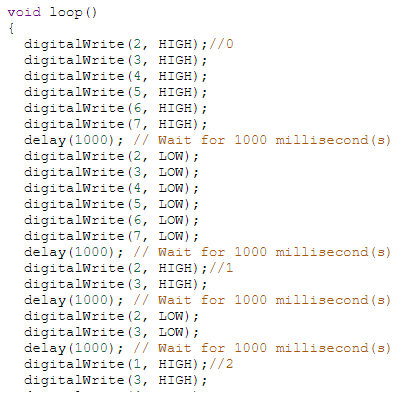 void loop()
{
digitalWrite(2, HIGH);//0
digitalWrite(3, HIGH);
digitalWrite(4, HIGH);
digitalWrite(5, HIGH);
digitalWrite(6, HIGH);
digitalWrite(7, HIGH);
delay(1000); // Wait for 1000 millisecond(s)
digitalWrite(2, LOW);
digitalWrite(3, LOW);
digitalWrite(4, LOW);
digitalWrite(5, LOW);
digitalWrite(6, LOW);
digitalWrite(7, LOW);
delay(1000); // Wait for 1000 millisecond(s)
digitalWrite(2, HIGH);//1
digitalWrite(3, HIGH);
delay(1000); // Wait for 1000 millisecond(s)
digitalWrite(2, LOW);
digitalWrite(3, LOW);
delay(1000); // Wait for 1000 millisecond(s)
digitalWrite(1, HIGH);//2
digitalWrite(3, HIGH);